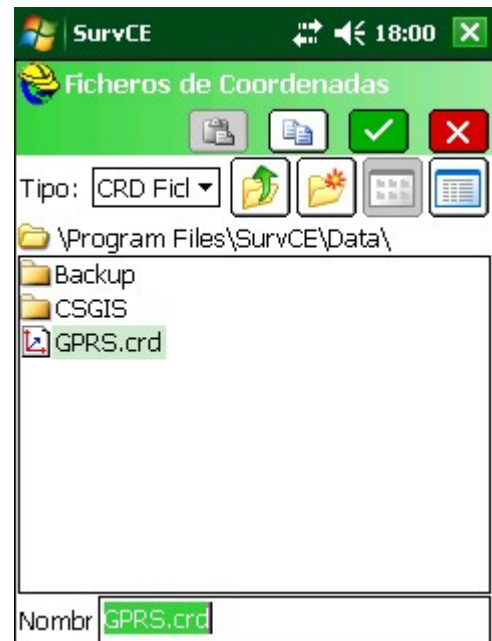 SurvCE 18:00
Ficheros de Coordenadas
Tipo: CRD Ficl
\Program Files\SurvCE\Data\
Backup
CSGIS
GPRS.crd
Nombr GPRS.crd